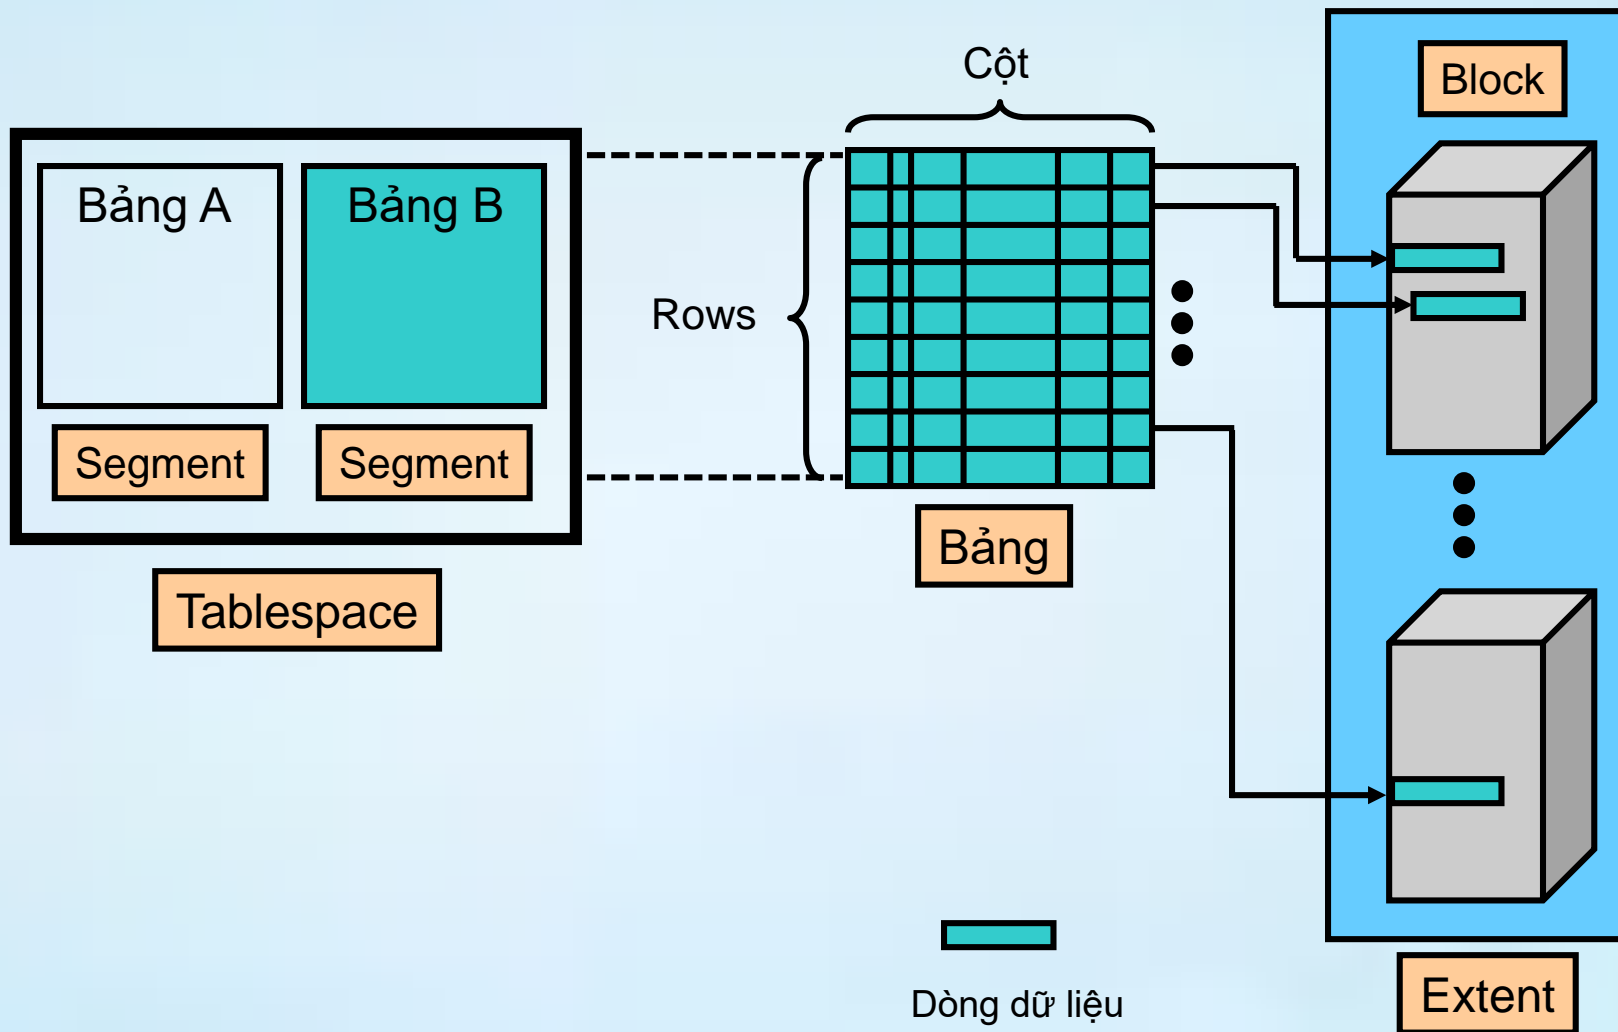 Cột
Block
Bảng A
Bảng B
Rows
Segment
Segment
Bảng
Tablespace
Dòng dữ liệu
Extent